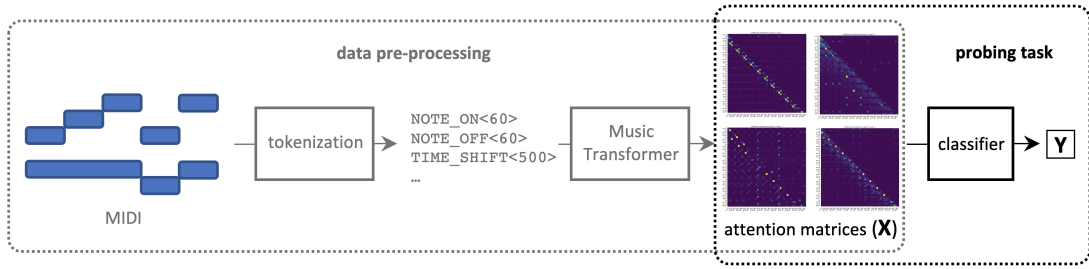 data pre-processing
probing task
MIDI
tokenization
NOTE_ON<60>
NOTE_OFF<60>
TIME_SHIFT<500>
…
Music
Transformer
attention matrices (X)
classifier
Y